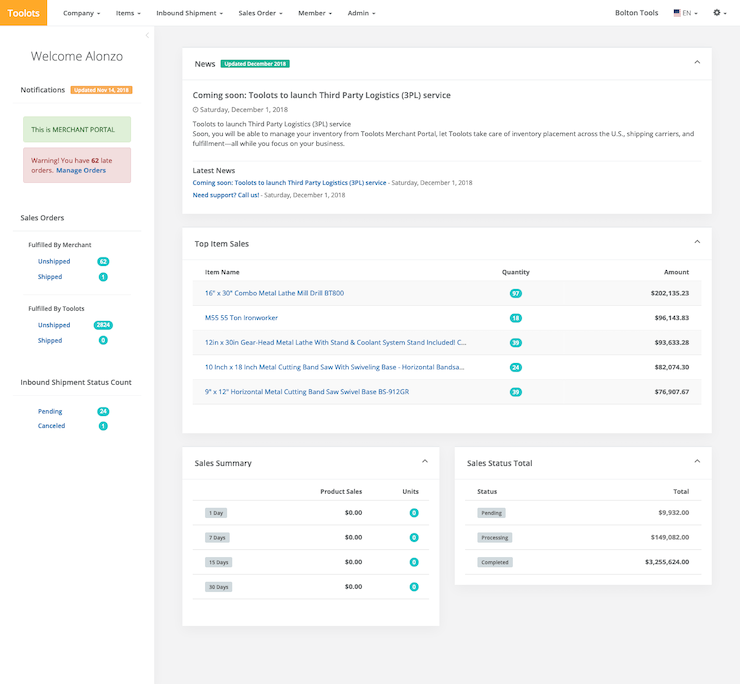 Toolots
Company Items Inbound Shipment Sales Order Member Admin Bolton Tools EN
Welcome Alonzo
Notifications Updated Nov 14, 2018
This is MERCHANT PORTAL
Warning! You have 62 late
orders. Manage Orders
Sales Orders
Fulfilled By Merchant
Unshipped 62
Shipped 1
Fulfilled By Toolots
Unshipped 2824
Shipped 0
Inbound Shipment Status Count
Pending 24
Canceled 1
News Updated December 2018
Coming soon: Toolots to launch Third Party Logistics (3PL) service
Saturday, December 1, 2018
Toolots to launch Third Party Logistics (3PL) service
Soon, you will be able to manage your inventory from Toolots Merchant Portal, let Toolots take care of inventory placement across the U.S., shipping carriers, and
fulfillment—all while you focus on your business.
Latest News
Coming soon: Toolots to launch Third Party Logistics (3PL) service - Saturday, December 1, 2018
Need support? Call us! - Saturday, December 1, 2018
Top Item Sales
Item Name Quantity Amount
16" x 30" Combo Metal Lathe Mill Drill BT800 97 $202,135.23
M55 55 Ton Ironworker 18 $96,143.83
12in x 30in Gear-Head Metal Lathe With Stand & Coolant System Stand Included! C... 39 $93,633.28
10 Inch x 18 Inch Metal Cutting Band Saw With Swiveling Base - Horizontal Bandsa... 24 $82,074.30
9" x 12" Horizontal Metal Cutting Band Saw Swivel Base BS-912GR 39 $76,907.67
Sales Summary
Product Sales Units
1 Day $0.00 0
7 Days $0.00 0
15 Days $0.00 0
30 Days $0.00 0
Sales Status Total
Status Total
Pending $9,932.00
Processing $149,082.00
Completed $3,255,624.00